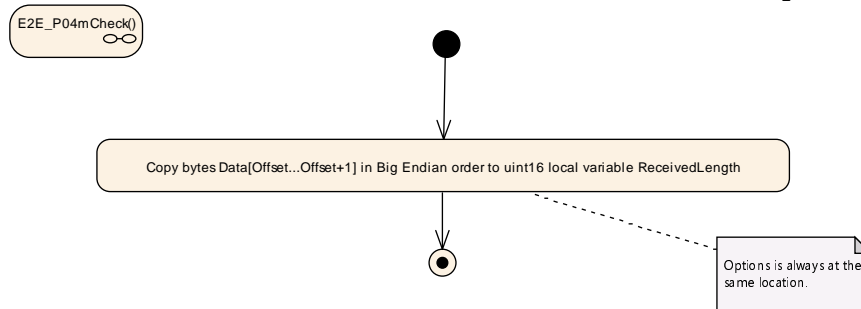 E2E_P04mCheck()
Copy bytes Data[Offset...Offset+1] in Big Endian order to uint16 local variable ReceivedLength
Options is always at the
same location.